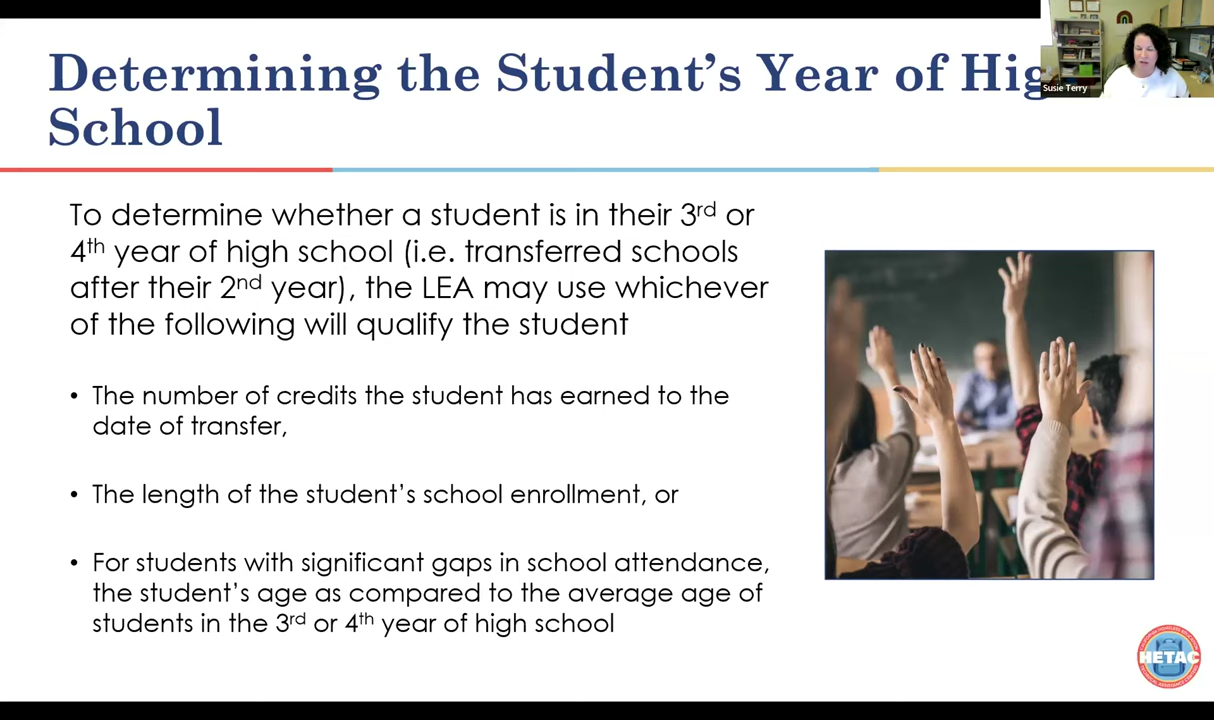 Determining the Student's Year of Hig
School
Susie Terry
To determine whether a student is in their 3rd or
4th year of high school (i.e. transferred schools
after their 2nd year), the LEA may use whichever
of the following will qualify the student
• The number of credits the student has earned to the
date of transfer,
• The length of the student's school enrollment, or
• For students with significant gaps in school attendance,
the student's age as compared to the average age of
students in the 3rd or 4th year of high school
HETAC